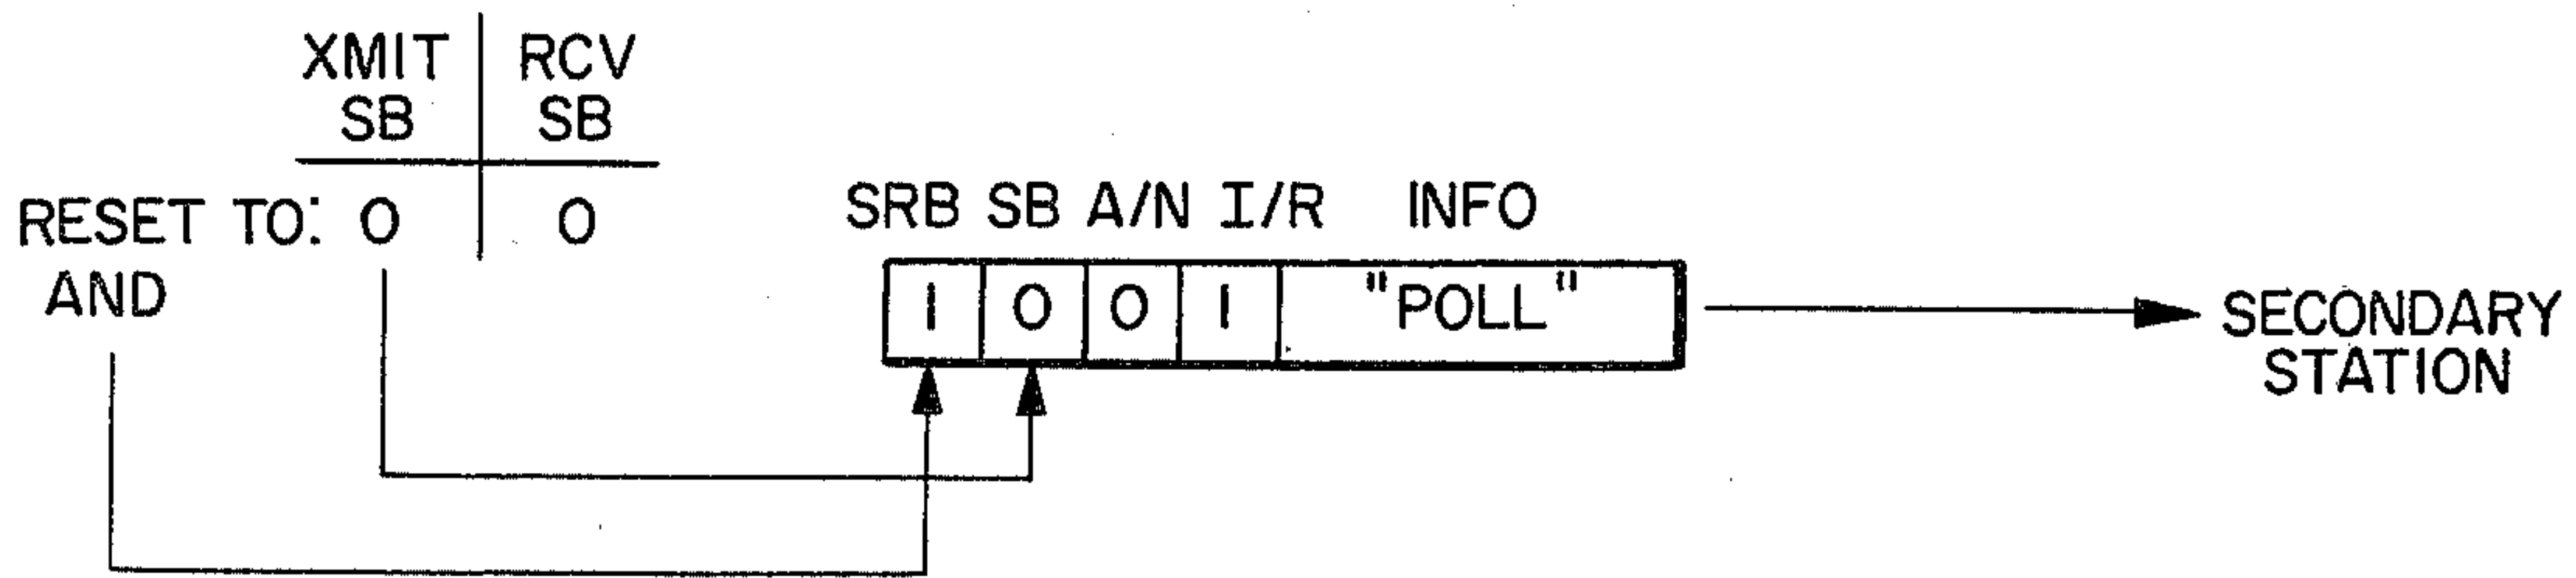 XMIT RCV
SB SB
RESET TO: 0 0
AND
SRB SB A/N I/R INFO
1 0 0 1 "POLL"
SECONDARY
STATION